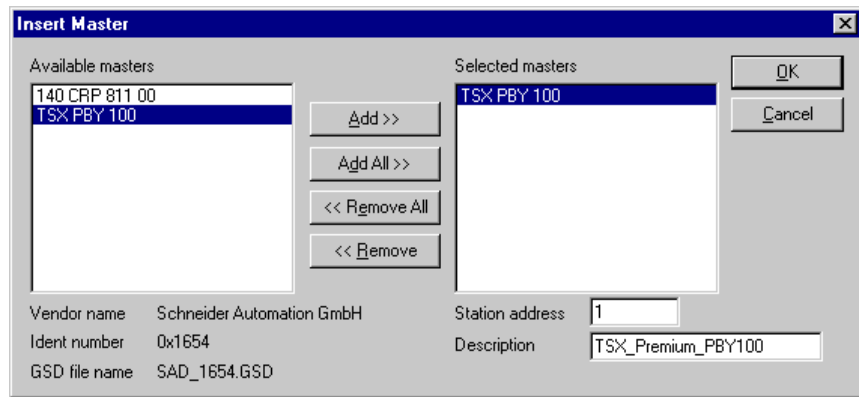 Insert Master
Available masters
140 CRP 811 00
TSX PBY 100
Add >>
Add All >>
<< Remove All
<< Remove
Selected masters
TSX PBY 100
OK
Cancel
Vendor name Schneider Automation GmbH
Ident number 0x1654
GSD file name SAD_1654.GSD
Station address 1
Description TSX_Premium_PBY100